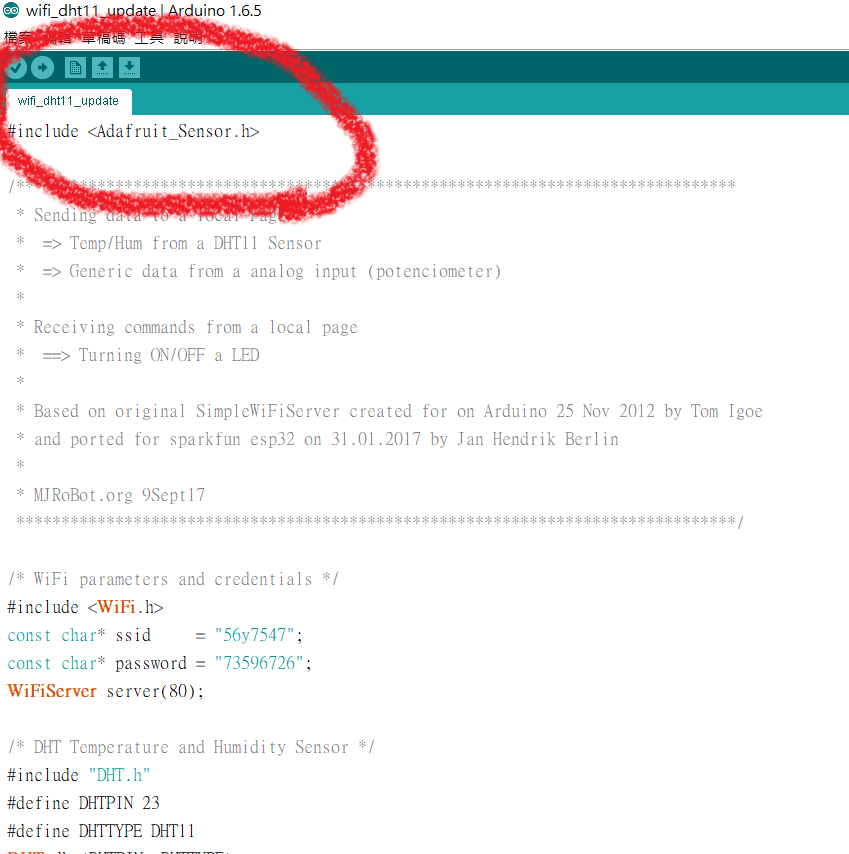 wifi_dht11_update | Arduino 1.6.5
檔案 編輯 草稿碼 工具 說明
wifi_dht11_update
#include <Adafruit_Sensor.h>
/********************************************************************************
* Sending data to a local page
* => Temp/Hum from a DHT11 Sensor
* => Generic data from a analog input (potenciometer)
*
* Receiving commands from a local page
* ==> Turning ON/OFF a LED
*
* Based on original SimpleWiFiServer created for on Arduino 25 Nov 2012 by Tom Igoe
* and ported for sparkfun esp32 on 31.01.2017 by Jan Hendrik Berlin
*
* MJRoBot.org 9Sept17
********************************************************************************/
/* WiFi parameters and credentials */
#include <WiFi.h>
const char* ssid     = "56y7547";
const char* password = "73596726";
WiFiServer server(80);
/* DHT Temperature and Humidity Sensor */
#include "DHT.h"
#define DHTPIN 23
#define DHTTYPE DHT11